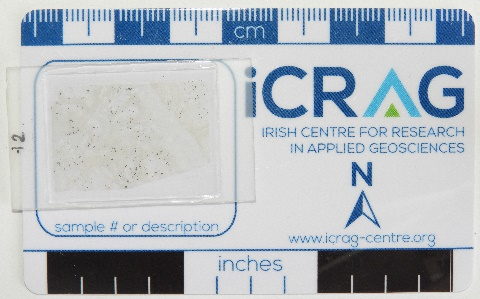 cm
-12
iCRAG
IRISH CENTRE FOR RESEARCH
IN APPLIED GEOSCIENCES
N
sample # or description
www.icrag-centre.org
inches